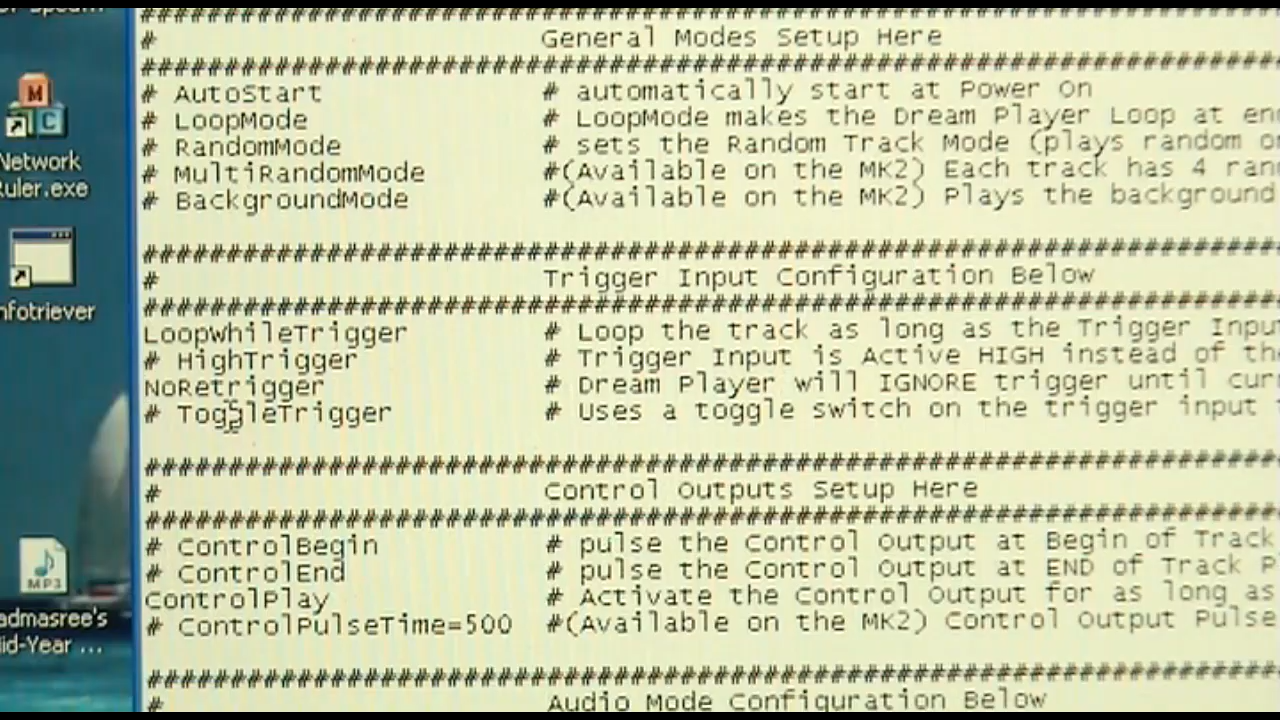 M
C
Network
Ruler.exe
nfotriever
MP3
admasree's
Mid-Year ...
# General Modes Setup Here
# AutoStart # automatically start at Power On
# LoopMode # LoopMode makes the Dream Player Loop at end
# RandomMode # sets the Random Track Mode (plays random
# MultiRandomMode #(Available on the MK2) Each track has 4
# BackgroundMode #(Available on the MK2) Plays the background
# Trigger Input Configuration Below
LoopWhileTrigger # Loop the track as long as the Trigger Input
# HighTrigger # Trigger Input is Active HIGH instead of
NoRetrigger # Dream Player will IGNORE trigger until
# ToggleTrigger # Uses a toggle switch on the trigger input
# Control Outputs Setup Here
# ControlBegin # pulse the Control Output at Begin of Track
# ControlEnd # pulse the Control Output at END of Track P
ControlPlay # Activate the Control Output for as long as
# ControlPulseTime=500 #(Available on the MK2) Control Output Pulse
# Audio Mode Configuration Below